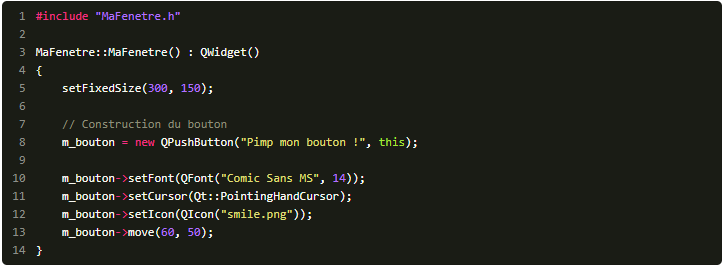 1 #include "MaFenetre.h"
2
3 MaFenetre::MaFenetre() : QWidget()
4 {
5     setFixedSize(300, 150);
6
7     // Construction du bouton
8     m_bouton = new QPushButton("Pimp mon bouton !", this);
9
10     m_bouton->setFont(QFont("Comic Sans MS", 14));
11     m_bouton->setCursor(Qt::PointingHandCursor);
12     m_bouton->setIcon(QIcon("smile.png"));
13     m_bouton->move(60, 50);
14 }